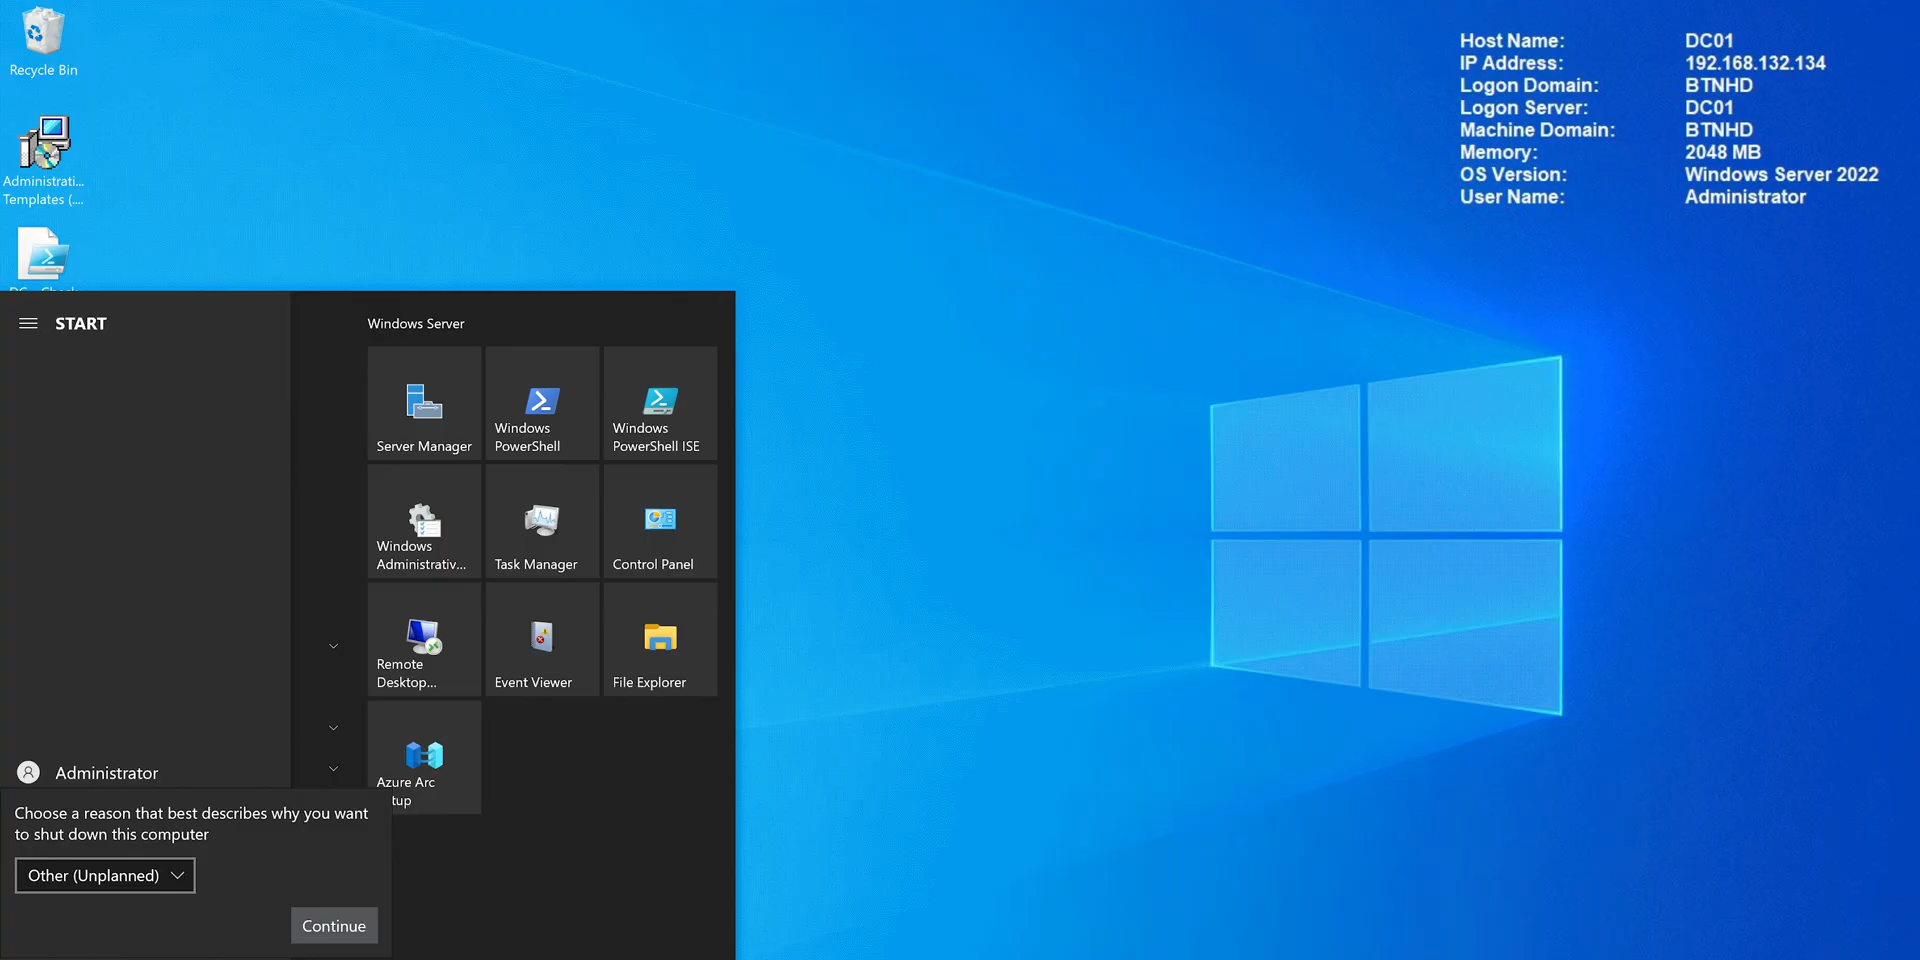 Recycle Bin
Administrati...
Templates (....
START
Administrator
Choose a reason that best describes why you want
to shut down this computer
Other (Unplanned)
Continue
Windows Server
Server Manager
Windows
PowerShell
Windows
PowerShell ISE
Windows
Administrativ...
Task Manager
Control Panel
Remote
Desktop...
Event Viewer
File Explorer
Azure Arc
tup
Host Name: DC01
IP Address: 192.168.132.134
Logon Domain: BTNHD
Logon Server: DC01
Machine Domain: BTNHD
Memory: 2048 MB
OS Version: Windows Server 2022
User Name: Administrator